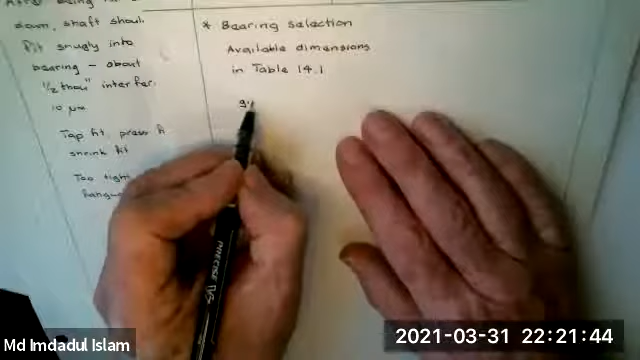 down, shaft shoul
fit snugly into
bearing – about
"½ thou" interfer.
10 μm
Tap fit, press f
shrink fit
Too tight
* Bearing selection
Available dimensions
in Table 14.1
PRECISE V5
Md Imdadul Islam
2021-03-31 22:21:44